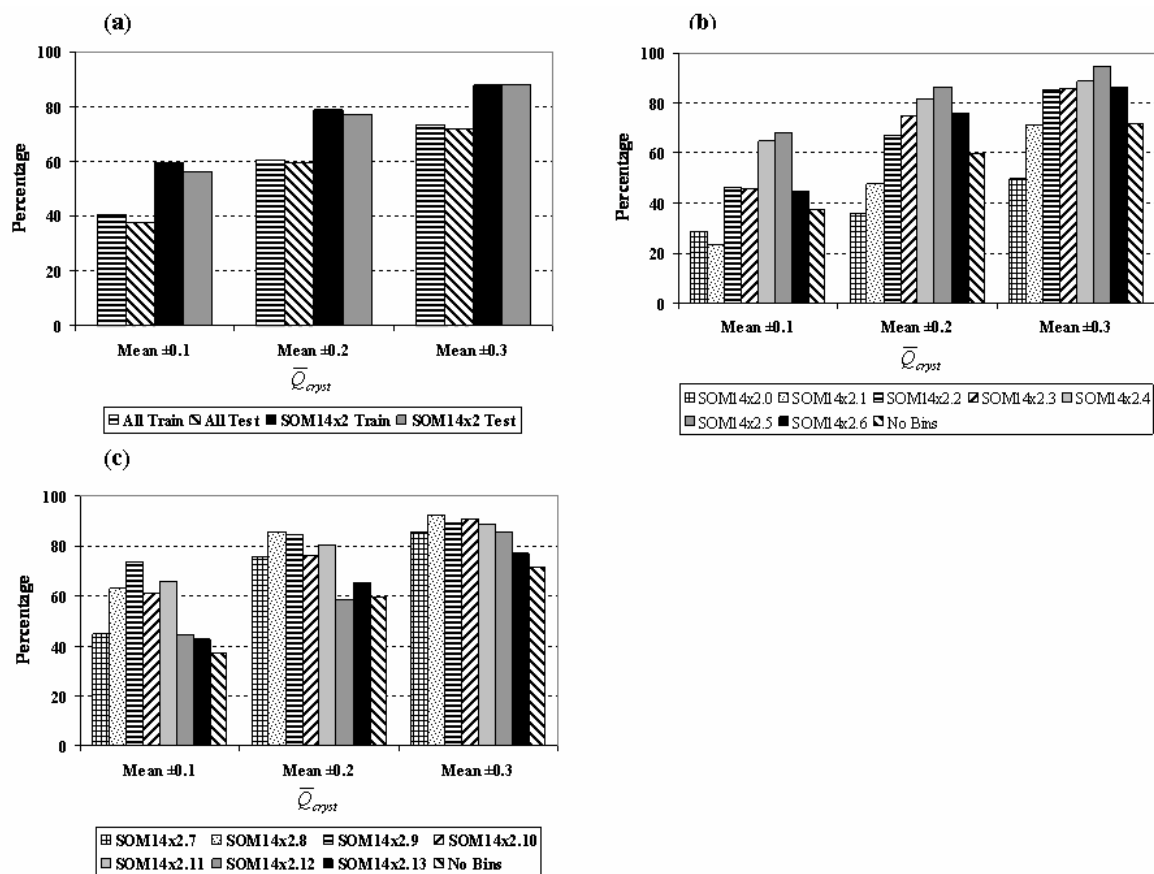 (a)
Percentage
100
80
60
40
20
0
Mean ±0.1 Mean ±0.2 Mean ±0.3
Q cryst
All Train All Test SOM14x2 Train SOM14x2 Test
(b)
Percentage
100
80
60
40
20
0
Mean ±0.1 Mean ±0.2 Mean ±0.3
Q cryst
SOM14x2.0 SOM14x2.1 SOM14x2.2 SOM14x2.3 SOM14x2.4
SOM14x2.5 SOM14x2.6 No Bins
(c)
Percentage
100
80
60
40
20
0
Mean ±0.1 Mean ±0.2 Mean ±0.3
Q cryst
SOM14x2.7 SOM14x2.8 SOM14x2.9 SOM14x2.10
SOM14x2.11 SOM14x2.12 SOM14x2.13 No Bins